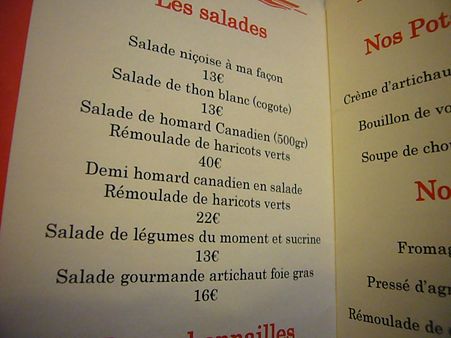 Les salades
Salade niçoise à ma façon
13€
Salade de thon blanc (cogote)
13€
Salade de homard Canadien (500gr)
Rémoulade de haricots verts
40€
Demi homard canadien en salade
Rémoulade de haricots verts
22€
Salade de légumes du moment et sucrine
13€
Salade gourmande artichaut foie gras
16€
Nos Pot
Crème d'artichaut
Bouillon de vo
Soupe de chou
No
Fromag
Pressé d'agn
Rémoulade de